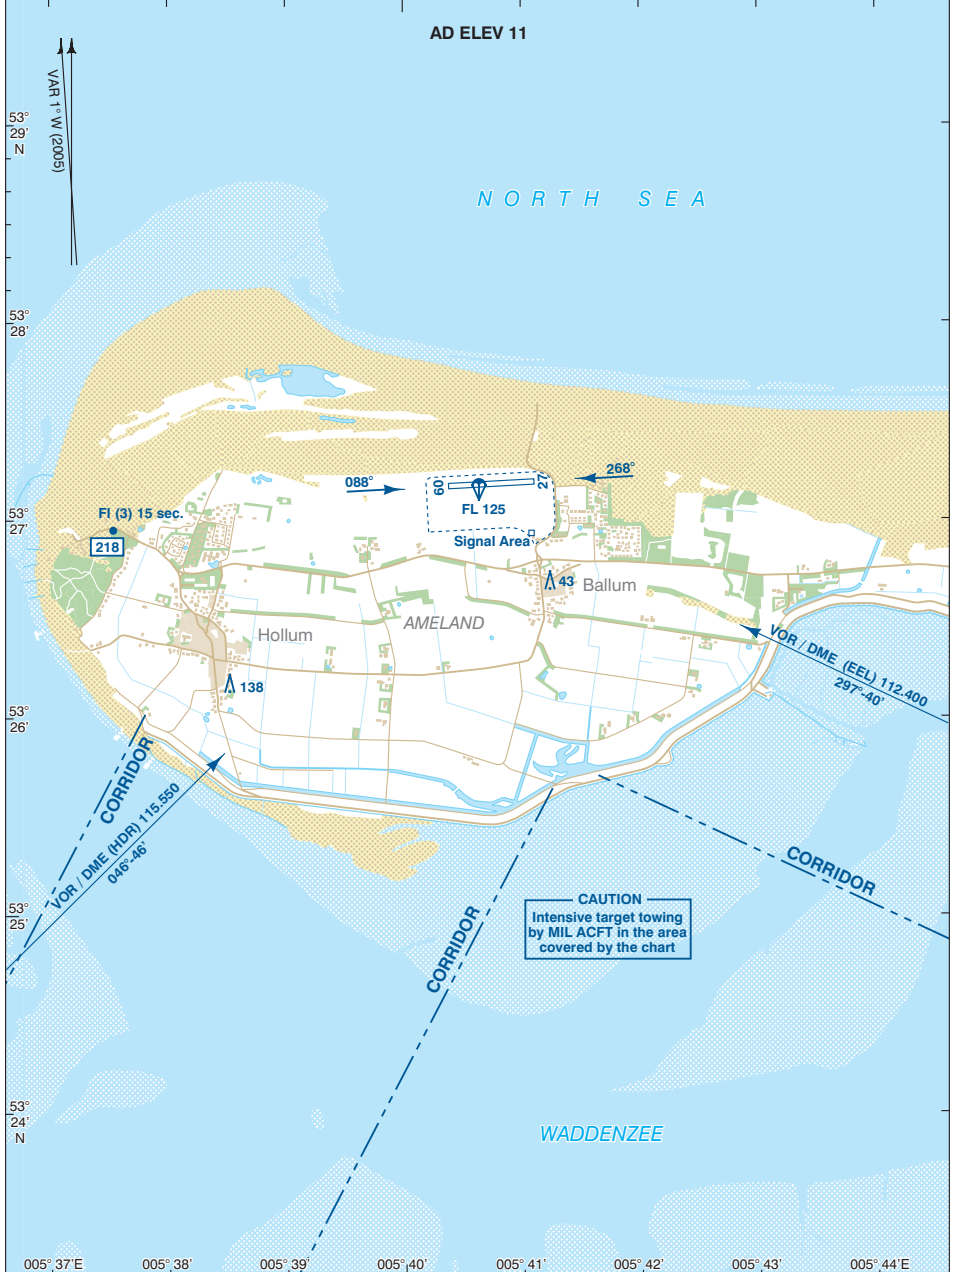 AD ELEV 11
VAR 1° W (2005)
53°
29'
N
NORTH SEA
53°
28'
268°
088°
09
27
FL 125
Fl (3) 15 sec.
53°
27'
218
Signal Area
43
Ballum
AMELAND
Hollum
VOR / DME (EEL) 112.400
297°-40'
138
53°
26'
CORRIDOR
VOR / DME (HDR) 115.550
046°-46'
CORRIDOR
CAUTION
Intensive target towing
by MIL ACFT in the area
covered by the chart
53°
25'
CORRIDOR
53°
24'
N
WADDENZEE
005° 37'E
005° 38'
005° 39'
005° 40'
005° 41'
005° 42'
005° 43'
005° 44'E